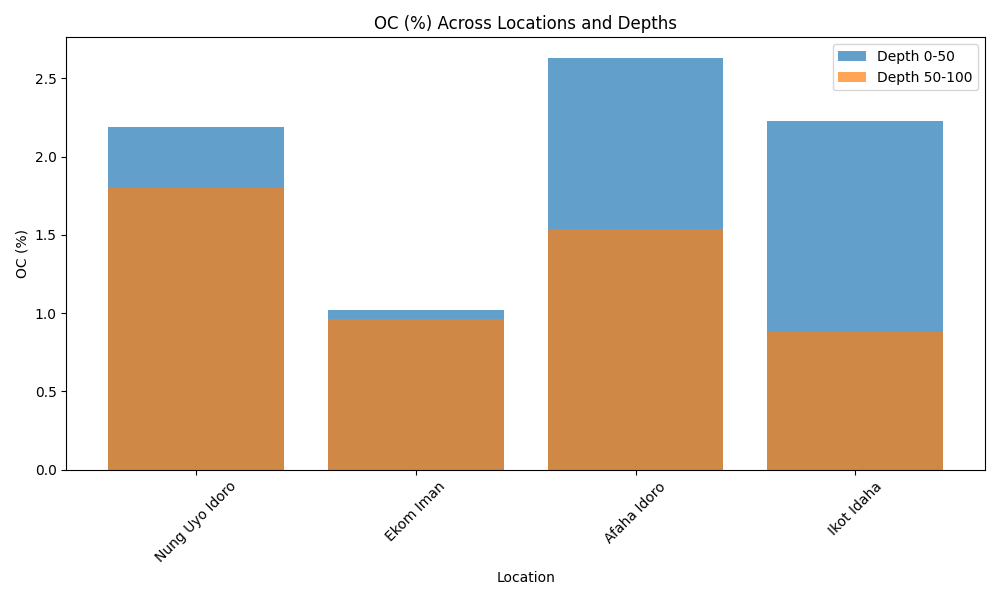 OC (%) Across Locations and Depths
Depth 0-50
Depth 50-100
OC (%)
2.5
2.0
1.5
1.0
0.5
0.0
Nung Uyo Idoro
Ekom Iman
Afaha Idoro
Ikot Idaha
Location